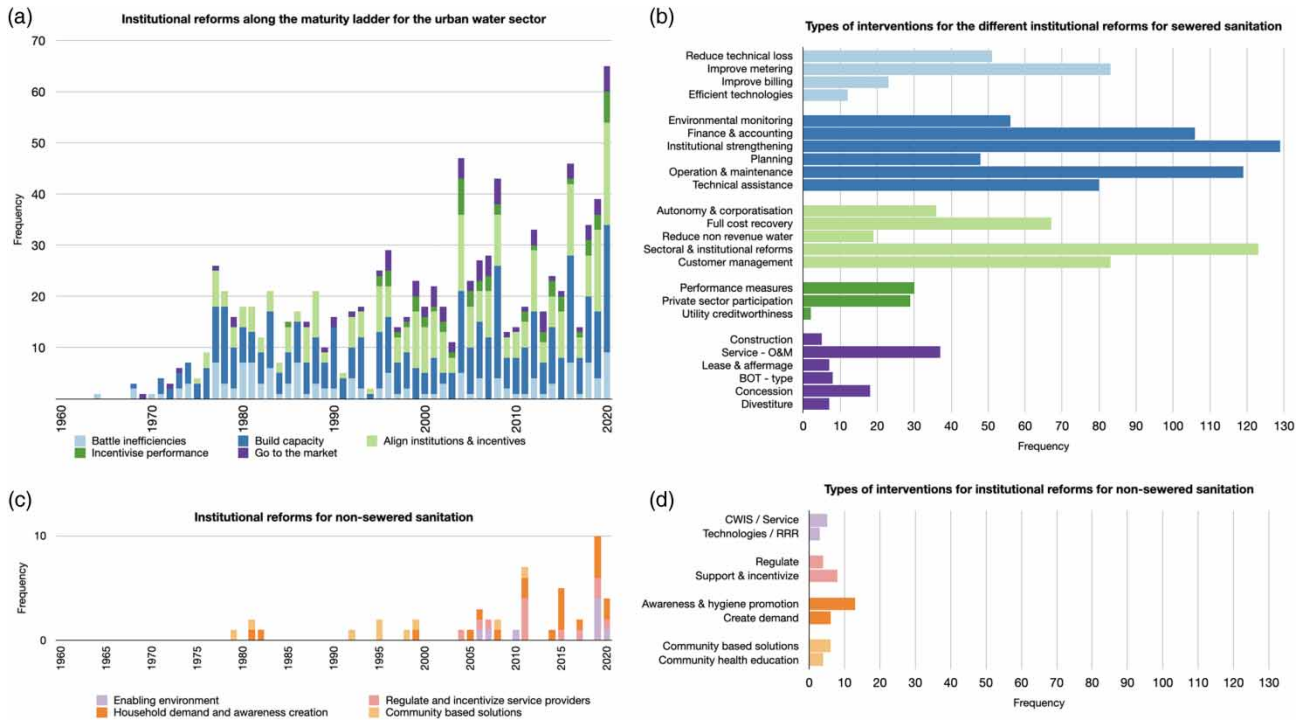 (a)
Institutional reforms along the maturity ladder for the urban water sector
70
60
50
40
30
20
10
Frequency
1960
1970
1980
1990
2000
2010
2020
Battle inefficiencies
Build capacity
Align institutions & incentives
Incentivise performance
Go to the market
(b)
Types of interventions for the different institutional reforms for sewered sanitation
Reduce technical loss
Improve metering
Improve billing
Efficient technologies
Environmental monitoring
Finance & accounting
Institutional strengthening
Planning
Operation & maintenance
Technical assistance
Autonomy & corporatisation
Full cost recovery
Reduce non revenue water
Sectoral & institutional reforms
Customer management
Performance measures
Private sector participation
Utility creditworthiness
Construction
Service - O&M
Lease & affermage
BOT - type
Concession
Divestiture
0 10 20 30 40 50 60 70 80 90 100 110 120 130
Frequency
(c)
Institutional reforms for non-sewered sanitation
10
0
Frequency
1960
1965
1970
1975
1980
1985
1990
1995
2000
2005
2010
2015
2020
Enabling environment
Regulate and incentivize service providers
Household demand and awareness creation
Community based solutions
(d)
Types of interventions for institutional reforms for non-sewered sanitation
CWIS / Service
Technologies / RRR
Regulate
Support & incentivize
Awareness & hygiene promotion
Create demand
Community based solutions
Community health education
0 10 20 30 40 50 60 70 80 90 100 110 120 130
Frequency